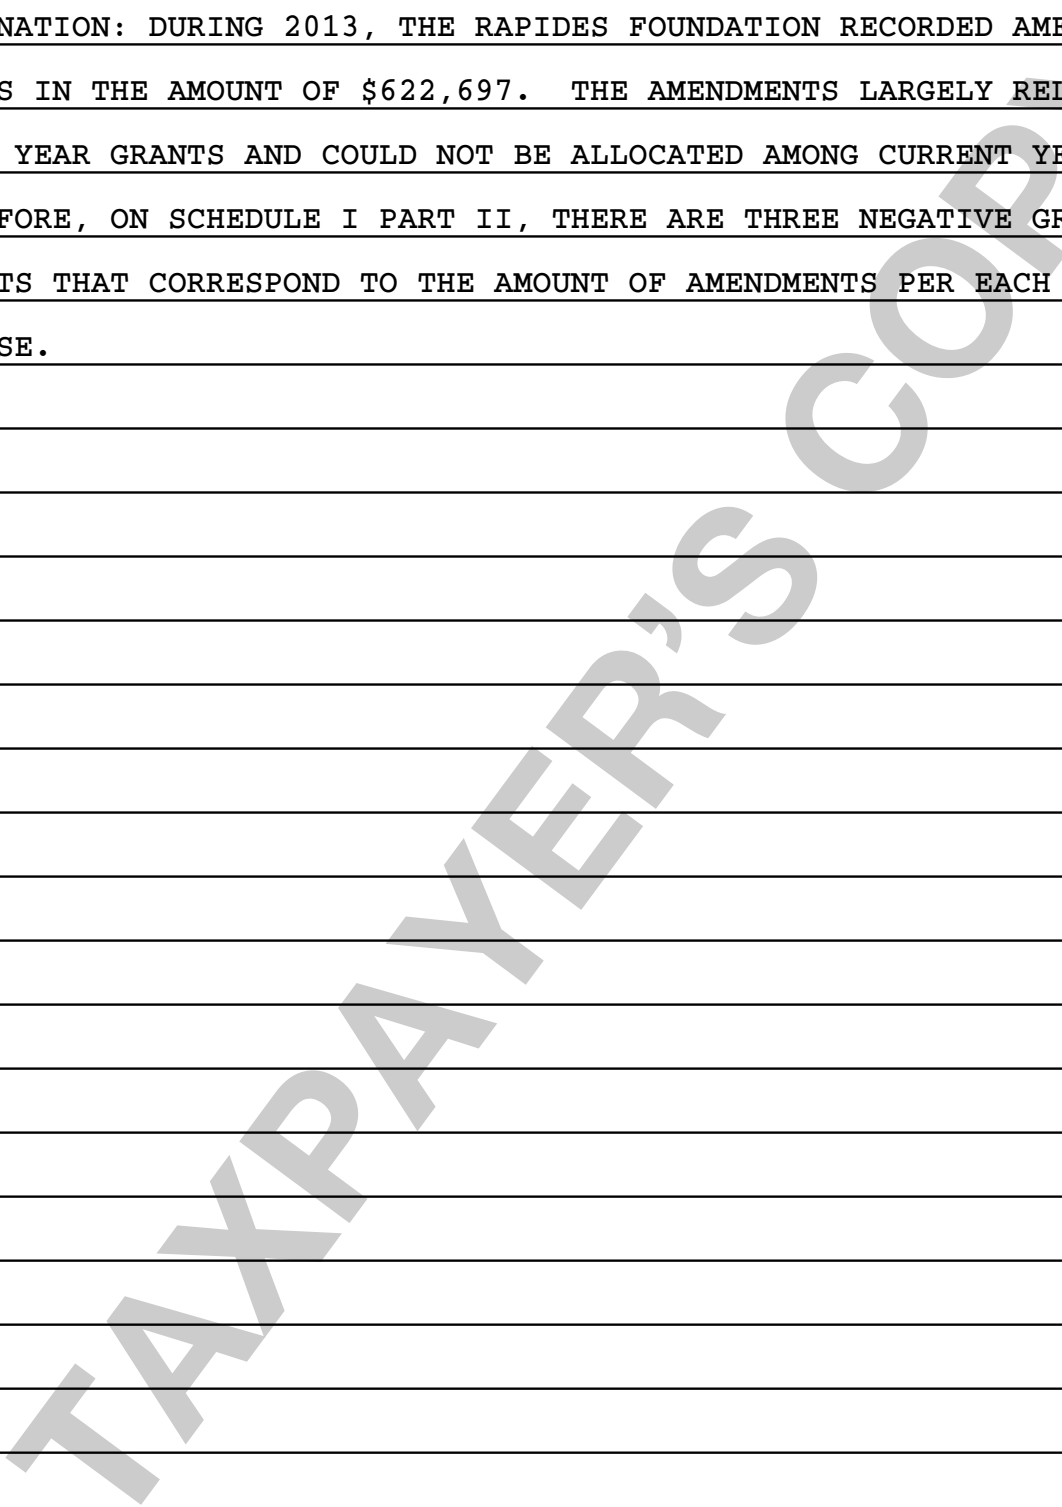 NATION: DURING 2013, THE RAPIDES FOUNDATION RECORDED AME
S IN THE AMOUNT OF $622,697.  THE AMENDMENTS LARGELY REL
YEAR GRANTS AND COULD NOT BE ALLOCATED AMONG CURRENT YE
FORE, ON SCHEDULE I PART II, THERE ARE THREE NEGATIVE GR
TS THAT CORRESPOND TO THE AMOUNT OF AMENDMENTS PER EACH
SE.
TAXPAYER'S COP